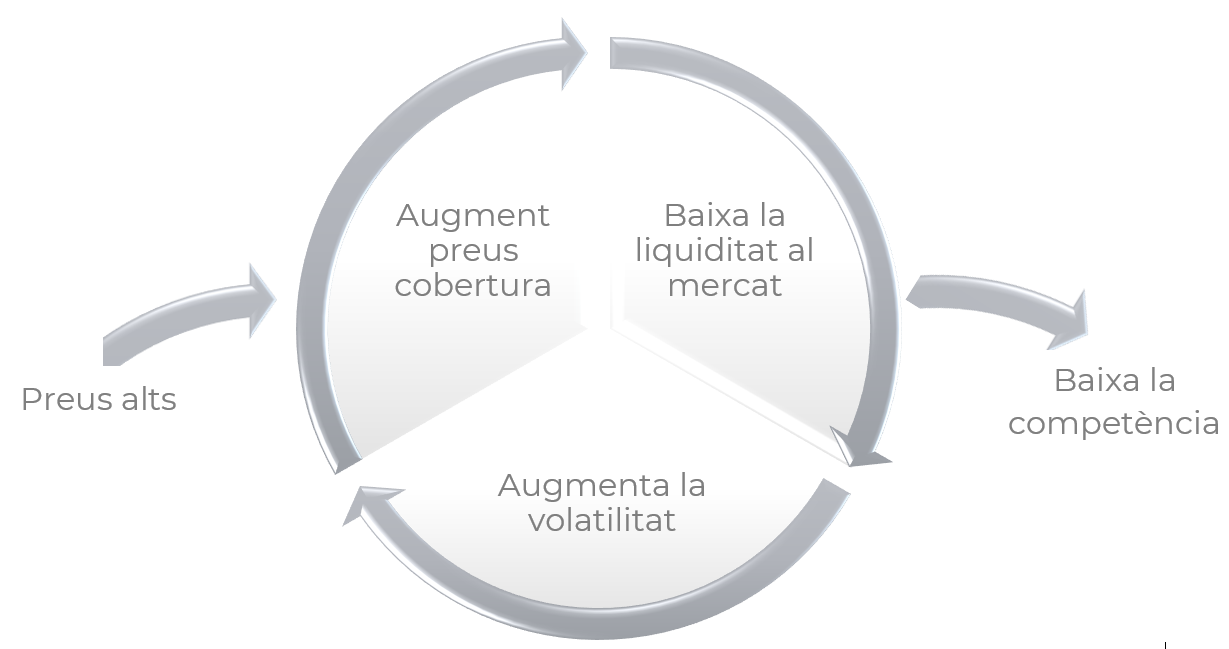 Augment
preus
cobertura
Baixa la
liquiditat al
mercat
Preus alts
Baixa la
competència
Augmenta la
volatilitat